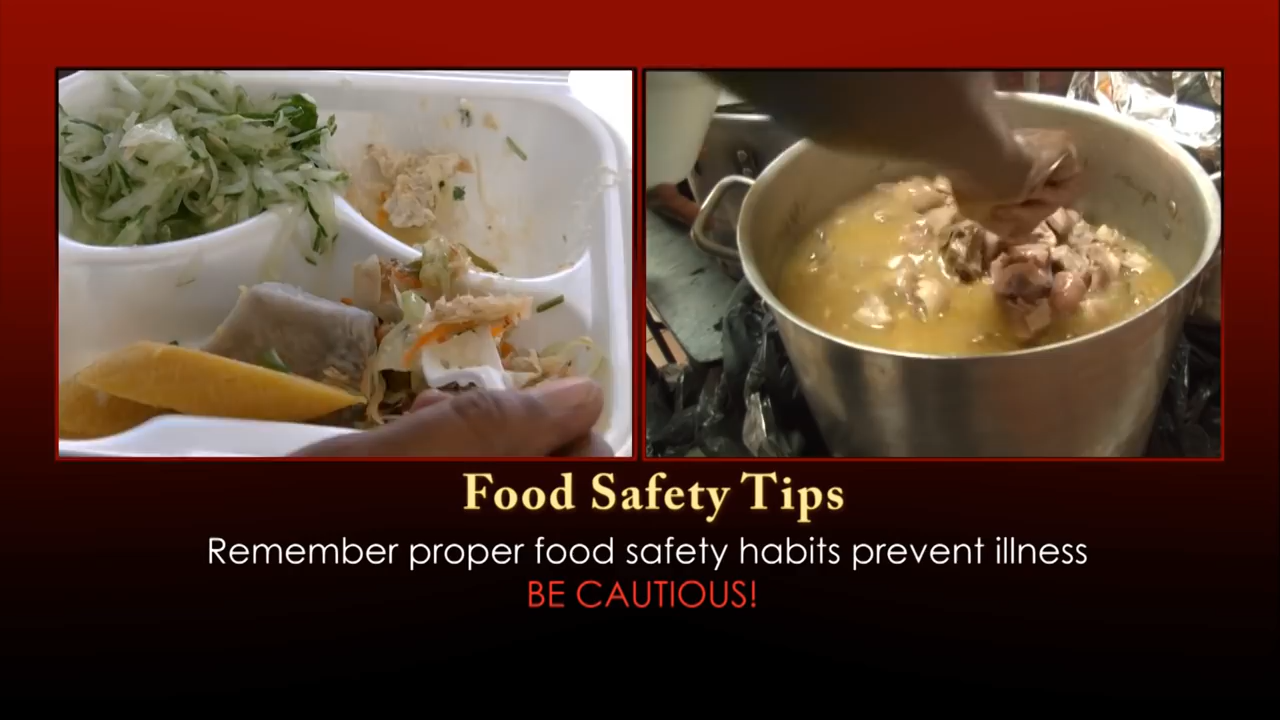 Food Safety Tips
Remember proper food safety habits prevent illness
BE CAUTIOUS!